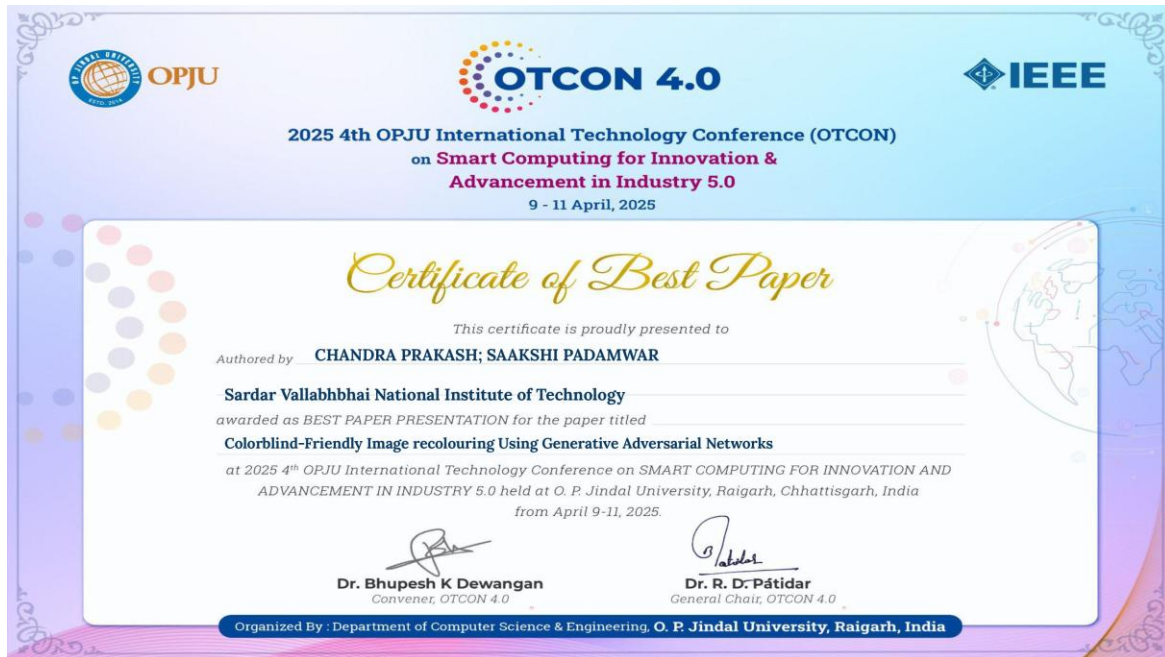 OP JINDAL UNIVERSITY
ESTD. 2014
OPJU
OTCON 4.0
IEEE
2025 4th OPJU International Technology Conference (OTCON)
on Smart Computing for Innovation &
Advancement in Industry 5.0
9 - 11 April, 2025
Certificate of Best Paper
This certificate is proudly presented to
Authored by CHANDRA PRAKASH; SAAKSHI PADAMWAR
Sardar Vallabhbhai National Institute of Technology
awarded as BEST PAPER PRESENTATION for the paper titled
Colorblind-Friendly Image recolouring Using Generative Adversarial Networks
at 2025 4th OPJU International Technology Conference on SMART COMPUTING FOR INNOVATION AND
ADVANCEMENT IN INDUSTRY 5.0 held at O. P. Jindal University, Raigarh, Chhattisgarh, India
from April 9-11, 2025.
Dr. Bhupesh K Dewangan
Convener, OTCON 4.0
Dr. R. D. Patidar
General Chair, OTCON 4.0
Organized By : Department of Computer Science & Engineering, O. P. Jindal University, Raigarh, India